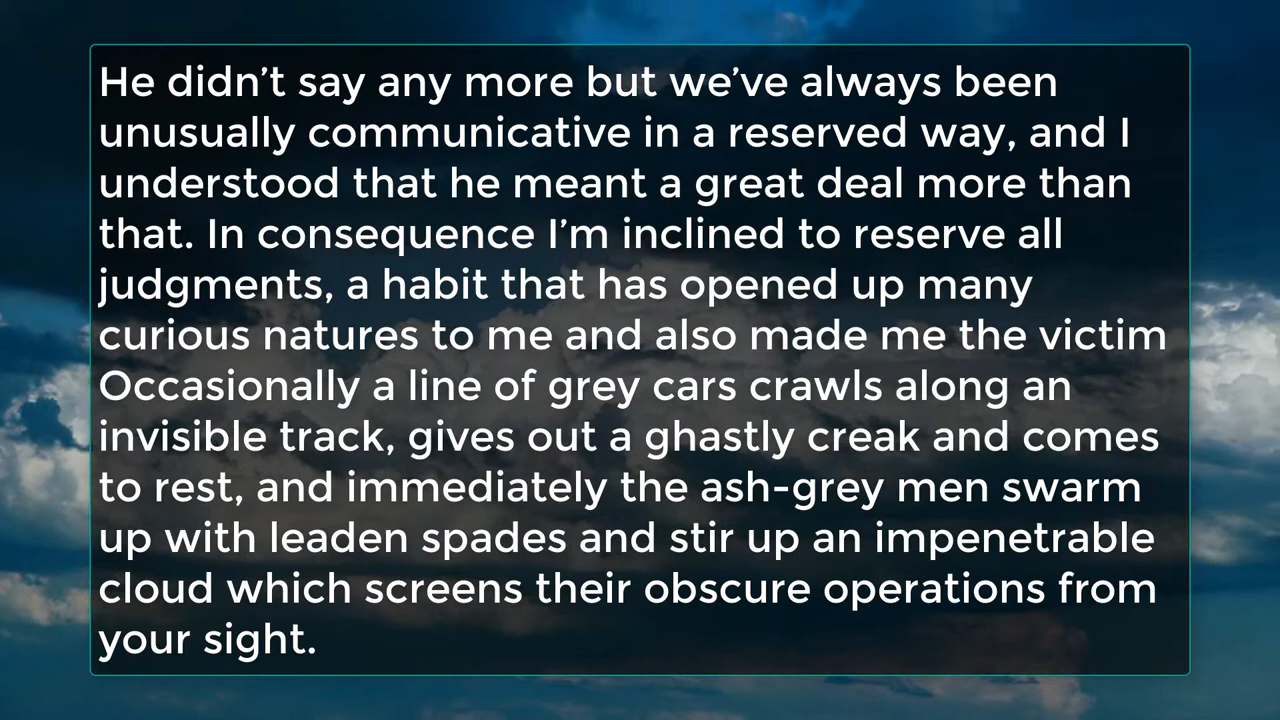 He didn’t say any more but we’ve always been
unusually communicative in a reserved way, and I
understood that he meant a great deal more than
that. In consequence I’m inclined to reserve all
judgments, a habit that has opened up many
curious natures to me and also made me the victim
Occasionally a line of grey cars crawls along an
invisible track, gives out a ghastly creak and comes
to rest, and immediately the ash-grey men swarm
up with leaden spades and stir up an impenetrable
cloud which screens their obscure operations from
your sight.